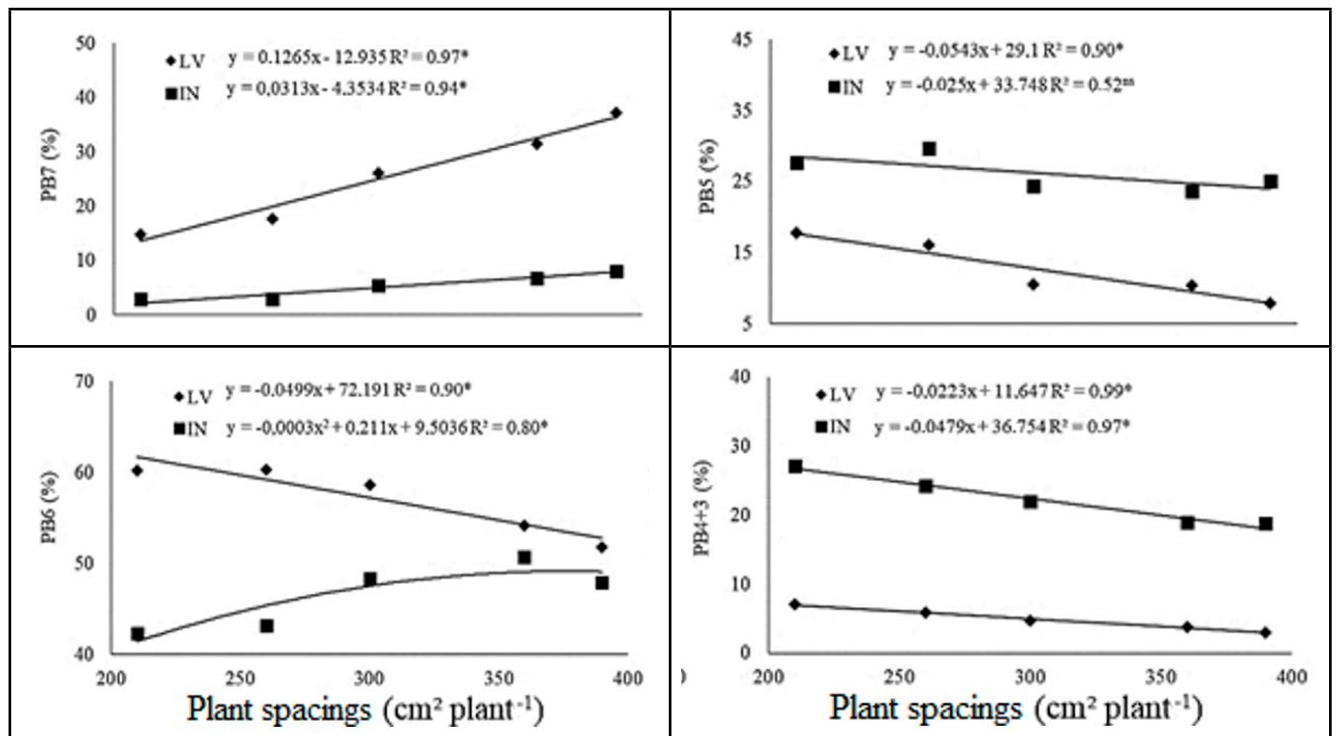 50
40
30
20
10
0
PB7 (%)
LV y = 0.1265x - 12.935 R² = 0.97*
IN y = 0,0313x - 4.3534 R² = 0.94*
45
35
25
15
5
PB5 (%)
LV y = -0.0543x + 29.1 R² = 0.90*
IN y = -0.025x + 33.748 R² = 0.52ⁿˢ
70
60
50
40
PB6 (%)
LV y = -0.0499x + 72.191 R² = 0.90*
IN y = -0,0003x² + 0.211x + 9.5036 R² = 0.80*
200 250 300 350 400
Plant spacings (cm² plant⁻¹)
40
30
20
10
0
PB4+3 (%)
LV y = -0.0223x + 11.647 R² = 0.99*
IN y = -0.0479x + 36.754 R² = 0.97*
200 250 300 350 400
Plant spacings (cm² plant⁻¹)